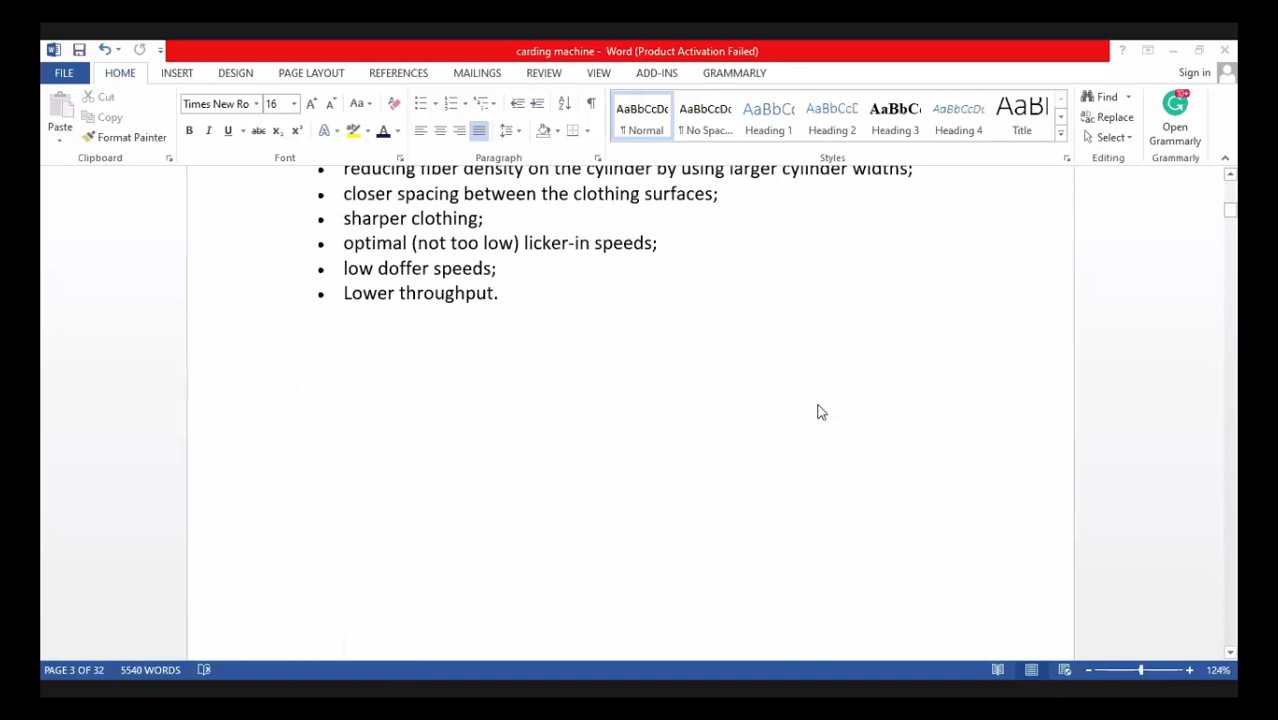 carding machine - Word (Product Activation Failed)
FILE HOME INSERT DESIGN PAGE LAYOUT REFERENCES MAILINGS REVIEW VIEW ADD-INS GRAMMARLY Sign in
Paste
Cut
Copy
Format Painter
Clipboard
Times New Ro 16
Font
Paragraph
AaBbCcDc AaBbCcDc AaBbC( AaBbCcD AaBbC( AaBbCcDc AaBl
¶ Normal ¶ No Spac... Heading 1 Heading 2 Heading 3 Heading 4 Title
Styles
Find
Replace
Select
Editing
10+
Open
Grammarly
Grammarly
• reducing fiber density on the cylinder by using larger cylinder widths;
• closer spacing between the clothing surfaces;
• sharper clothing;
• optimal (not too low) licker-in speeds;
• low doffer speeds;
• Lower throughput.
PAGE 3 OF 32 5540 WORDS 124%